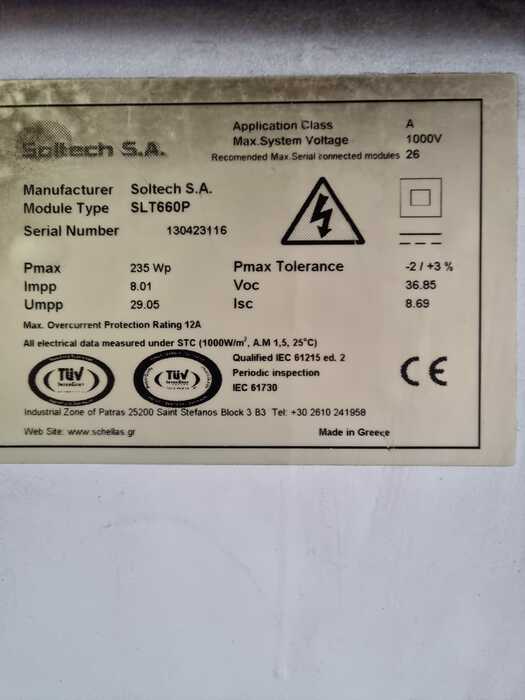 Soltech S.A.
Application Class A
Max.System Voltage 1000V
Recomended Max.Serial connected modules 26
Manufacturer Soltech S.A.
Module Type SLT660P
Serial Number 130423116
Pmax 235 Wp Pmax Tolerance -2 / +3 %
Impp 8.01 Voc 36.85
Umpp 29.05 Isc 8.69
Max. Overcurrent Protection Rating 12A
All electrical data measured under STC (1000W/m², A.M 1,5, 25°C)
TÜV TÜV
Qualified IEC 61215 ed. 2
Periodic inspection
IEC 61730
CE
Industrial Zone of Patras 25200 Saint Stefanos Block 3 B3 Tel: +30 2610 241958
Web Site: www.schellas.gr Made in Greece